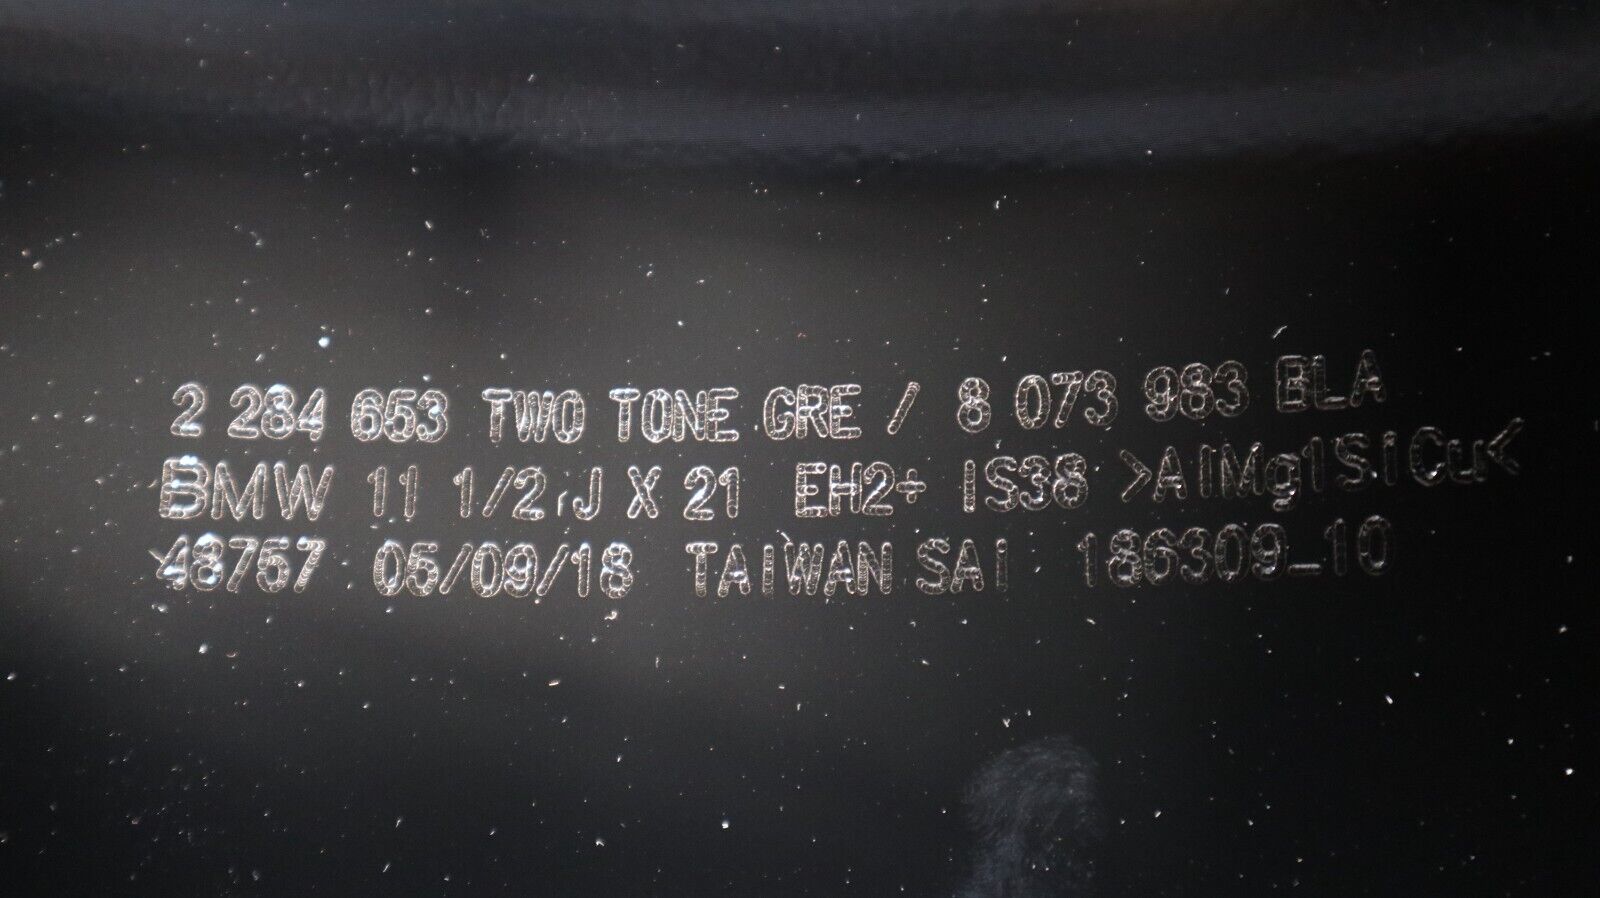 2 284 653 TWO TONE GRE / 8 073 983 BLA
BMW 11 1/2 J X 21 EH2+ IS38 >AlMg1SiCu<
48757 05/09/18 TAIWAN SAI 186309_10